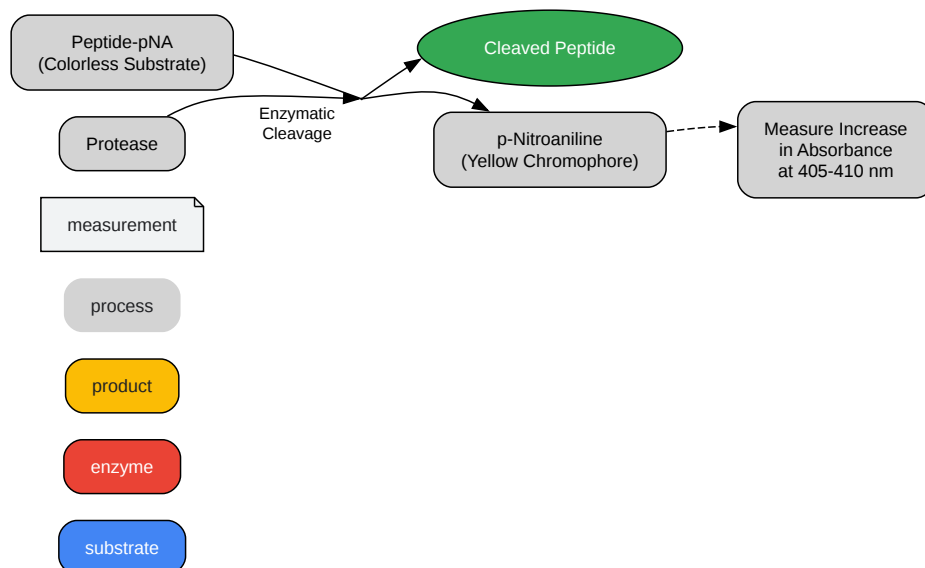 Peptide-pNA
(Colorless Substrate)
Cleaved Peptide
Enzymatic
Cleavage
Protease
p-Nitroaniline
(Yellow Chromophore)
Measure Increase
in Absorbance
at 405-410 nm
measurement
process
product
enzyme
substrate